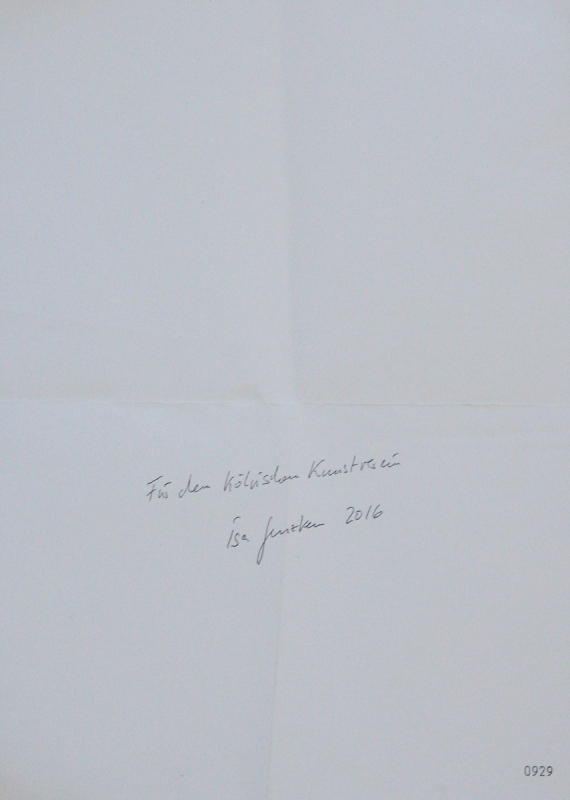 Für den Kölnischen Kunstverein
Isa Genzken 2016
0929